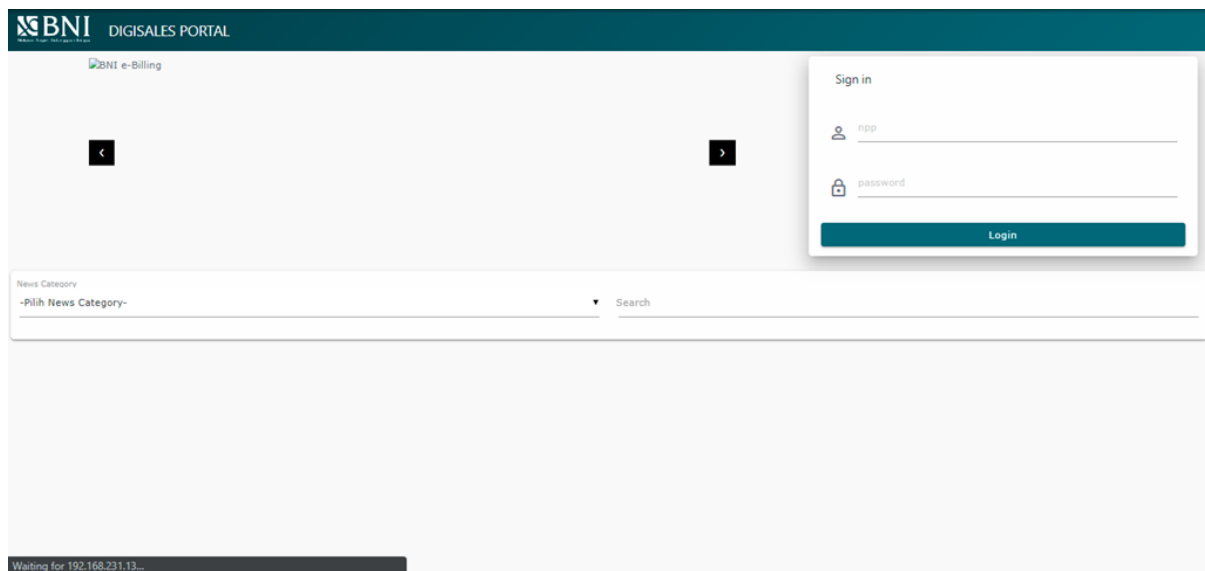 BNI DIGISALES PORTAL
BNI e-Billing
Sign in
npp
password
Login
News Category
-Pilih News Category-
Search
Waiting for 192.168.231.13...